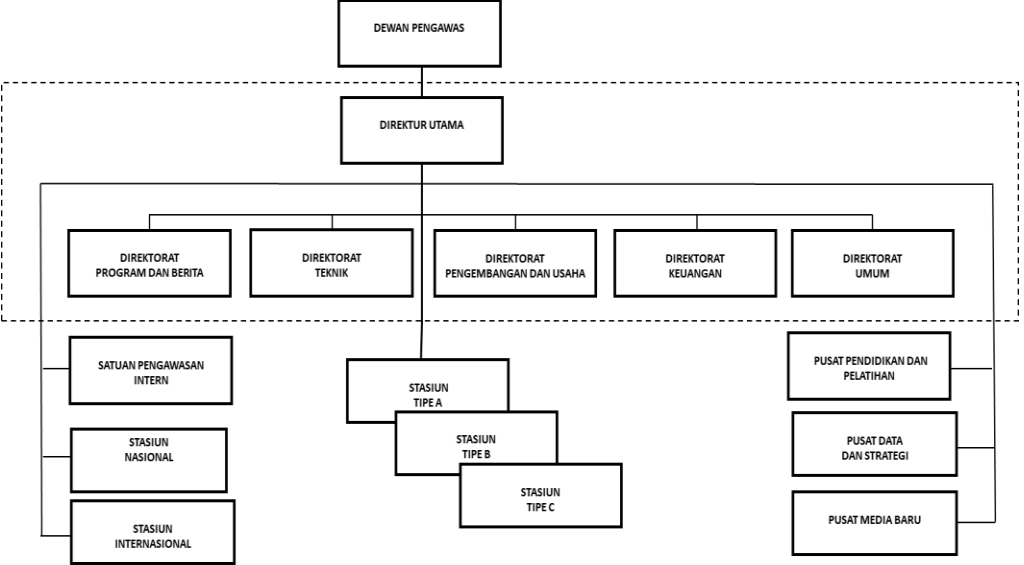 DEWAN PENGAWAS
DIREKTUR UTAMA
DIREKTORAT
PROGRAM DAN BERITA
DIREKTORAT
TEKNIK
DIREKTORAT
PENGEMBANGAN DAN USAHA
DIREKTORAT
KEUANGAN
DIREKTORAT
UMUM
SATUAN PENGAWASAN
INTERN
STASIUN
NASIONAL
STASIUN
INTERNASIONAL
STASIUN
TIPE A
STASIUN
TIPE B
STASIUN
TIPE C
PUSAT PENDIDIKAN DAN
PELATIHAN
PUSAT DATA
DAN STRATEGI
PUSAT MEDIA BARU